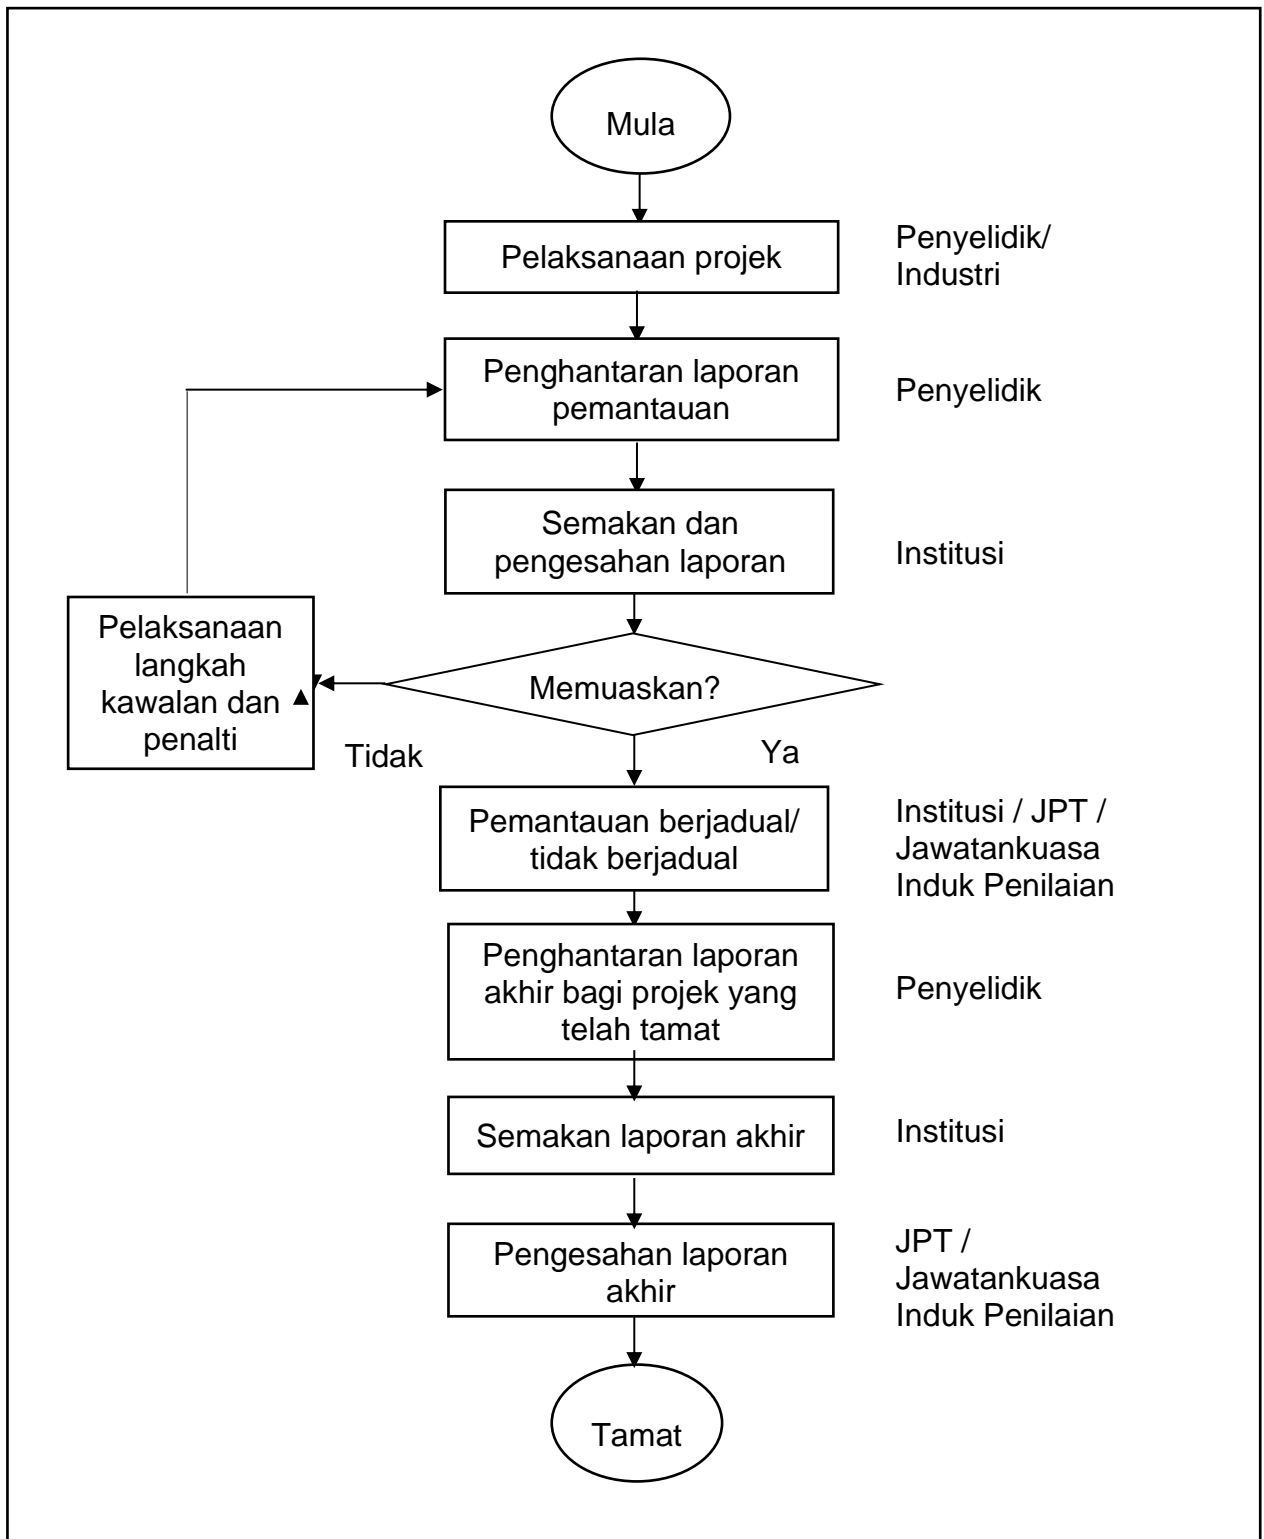 Mula
Pelaksanaan projek
Penyelidik/
Industri
Penghantaran laporan
pemantauan
Penyelidik
Semakan dan
pengesahan laporan
Institusi
Pelaksanaan
langkah
kawalan dan
penalti
Memuaskan?
Tidak
Ya
Pemantauan berjadual/
tidak berjadual
Institusi / JPT /
Jawatankuasa
Induk Penilaian
Penghantaran laporan
akhir bagi projek yang
telah tamat
Penyelidik
Semakan laporan akhir
Institusi
Pengesahan laporan
akhir
JPT /
Jawatankuasa
Induk Penilaian
Tamat